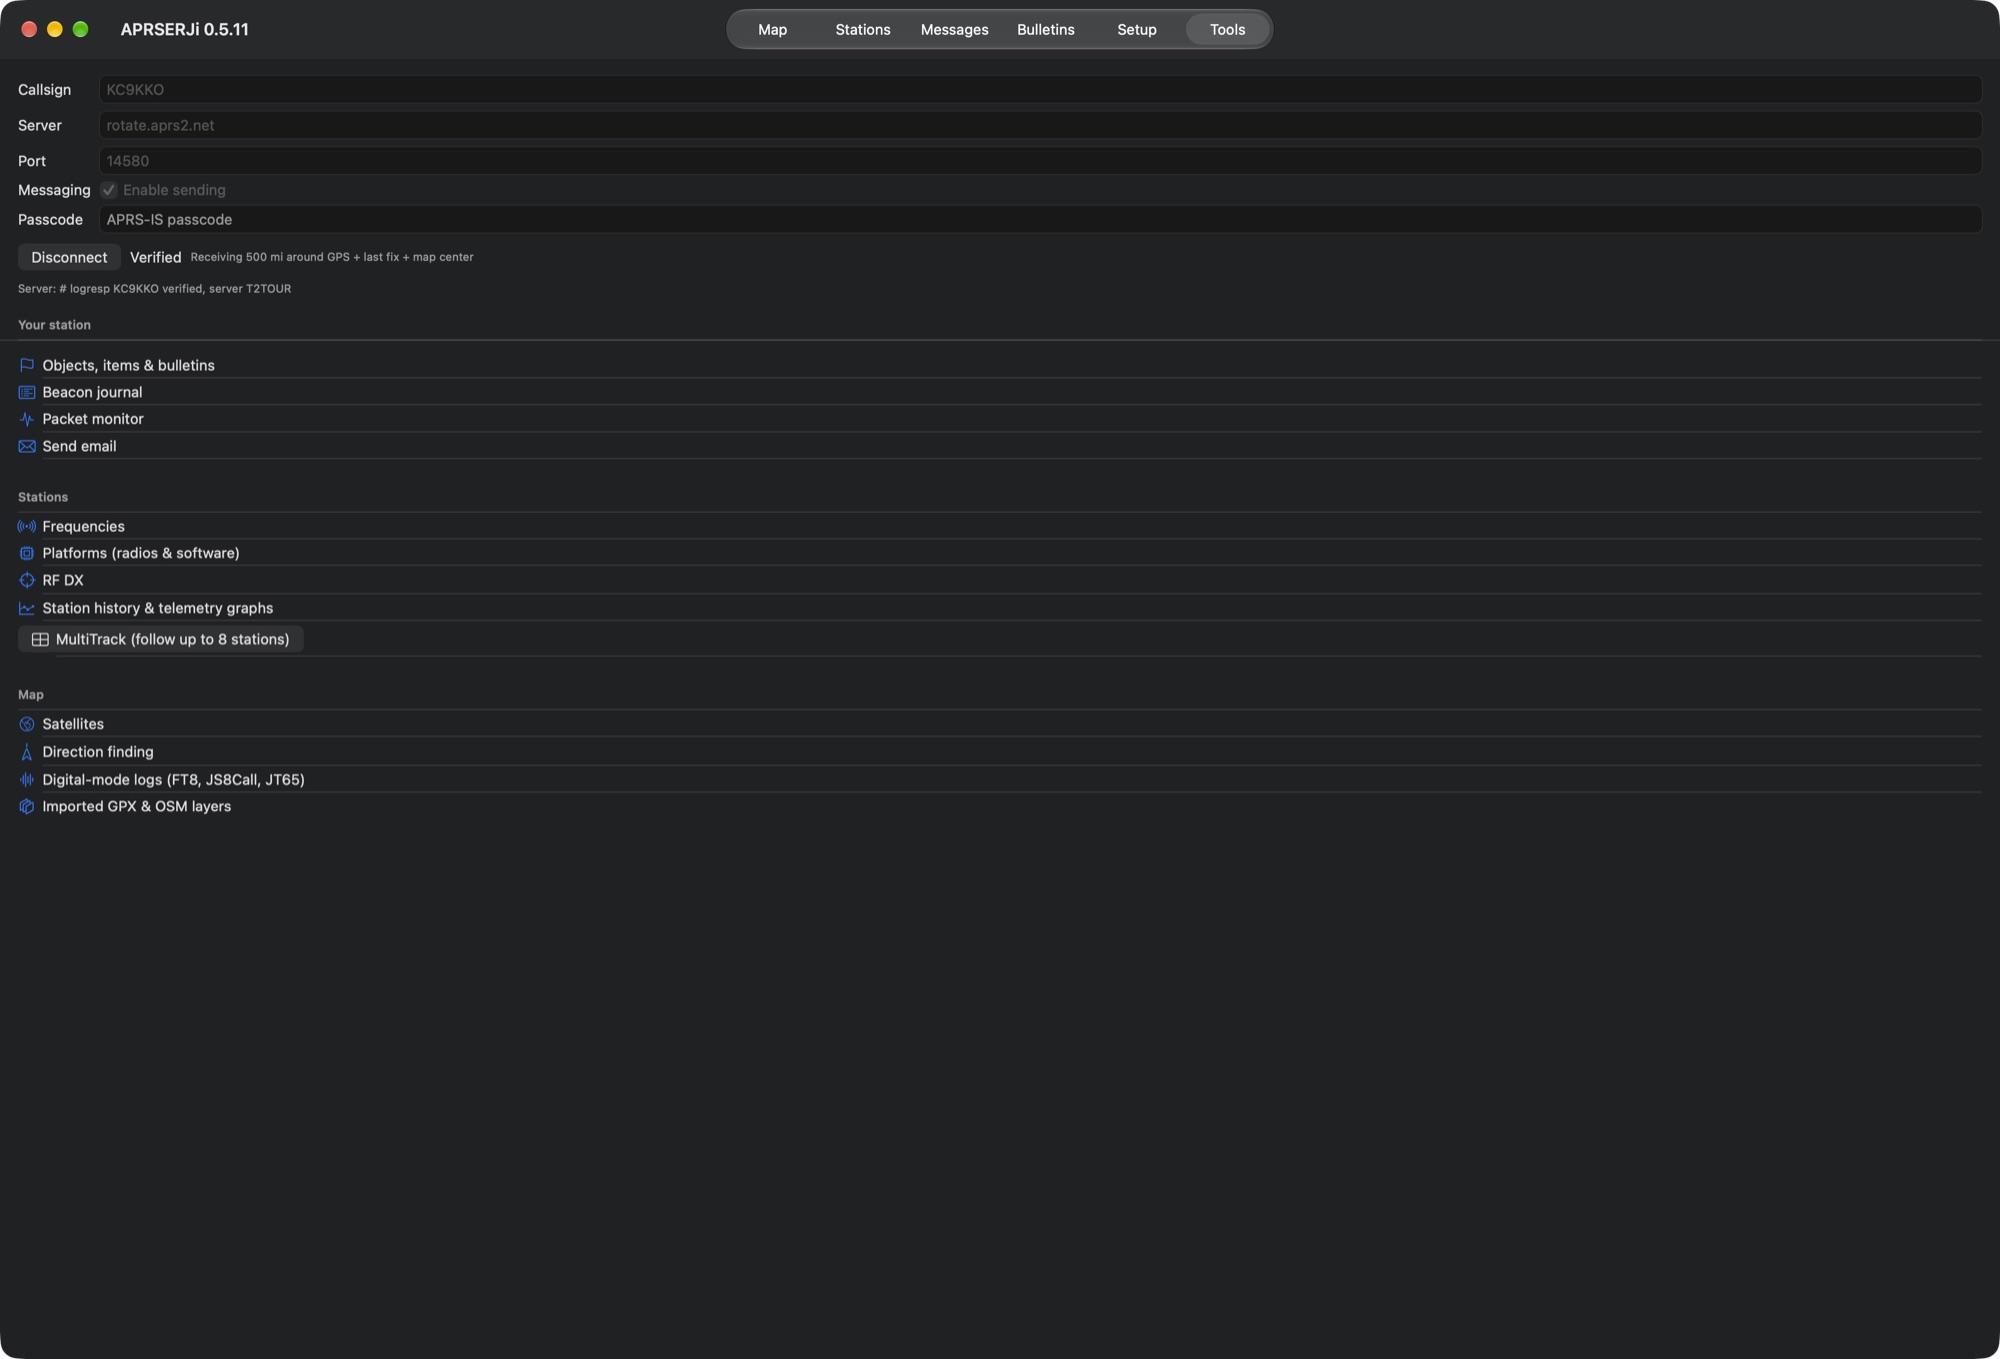 APRSERJi 0.5.11
Map Stations Messages Bulletins Setup Tools
Callsign KC9KKO
Server rotate.aprs2.net
Port 14580
Messaging Enable sending
Passcode APRS-IS passcode
Disconnect Verified Receiving 500 mi around GPS + last fix + map center
Server: # logresp KC9KKO verified, server T2TOUR
Your station
Objects, items & bulletins
Beacon journal
Packet monitor
Send email
Stations
Frequencies
Platforms (radios & software)
RF DX
Station history & telemetry graphs
MultiTrack (follow up to 8 stations)
Map
Satellites
Direction finding
Digital-mode logs (FT8, JS8Call, JT65)
Imported GPX & OSM layers